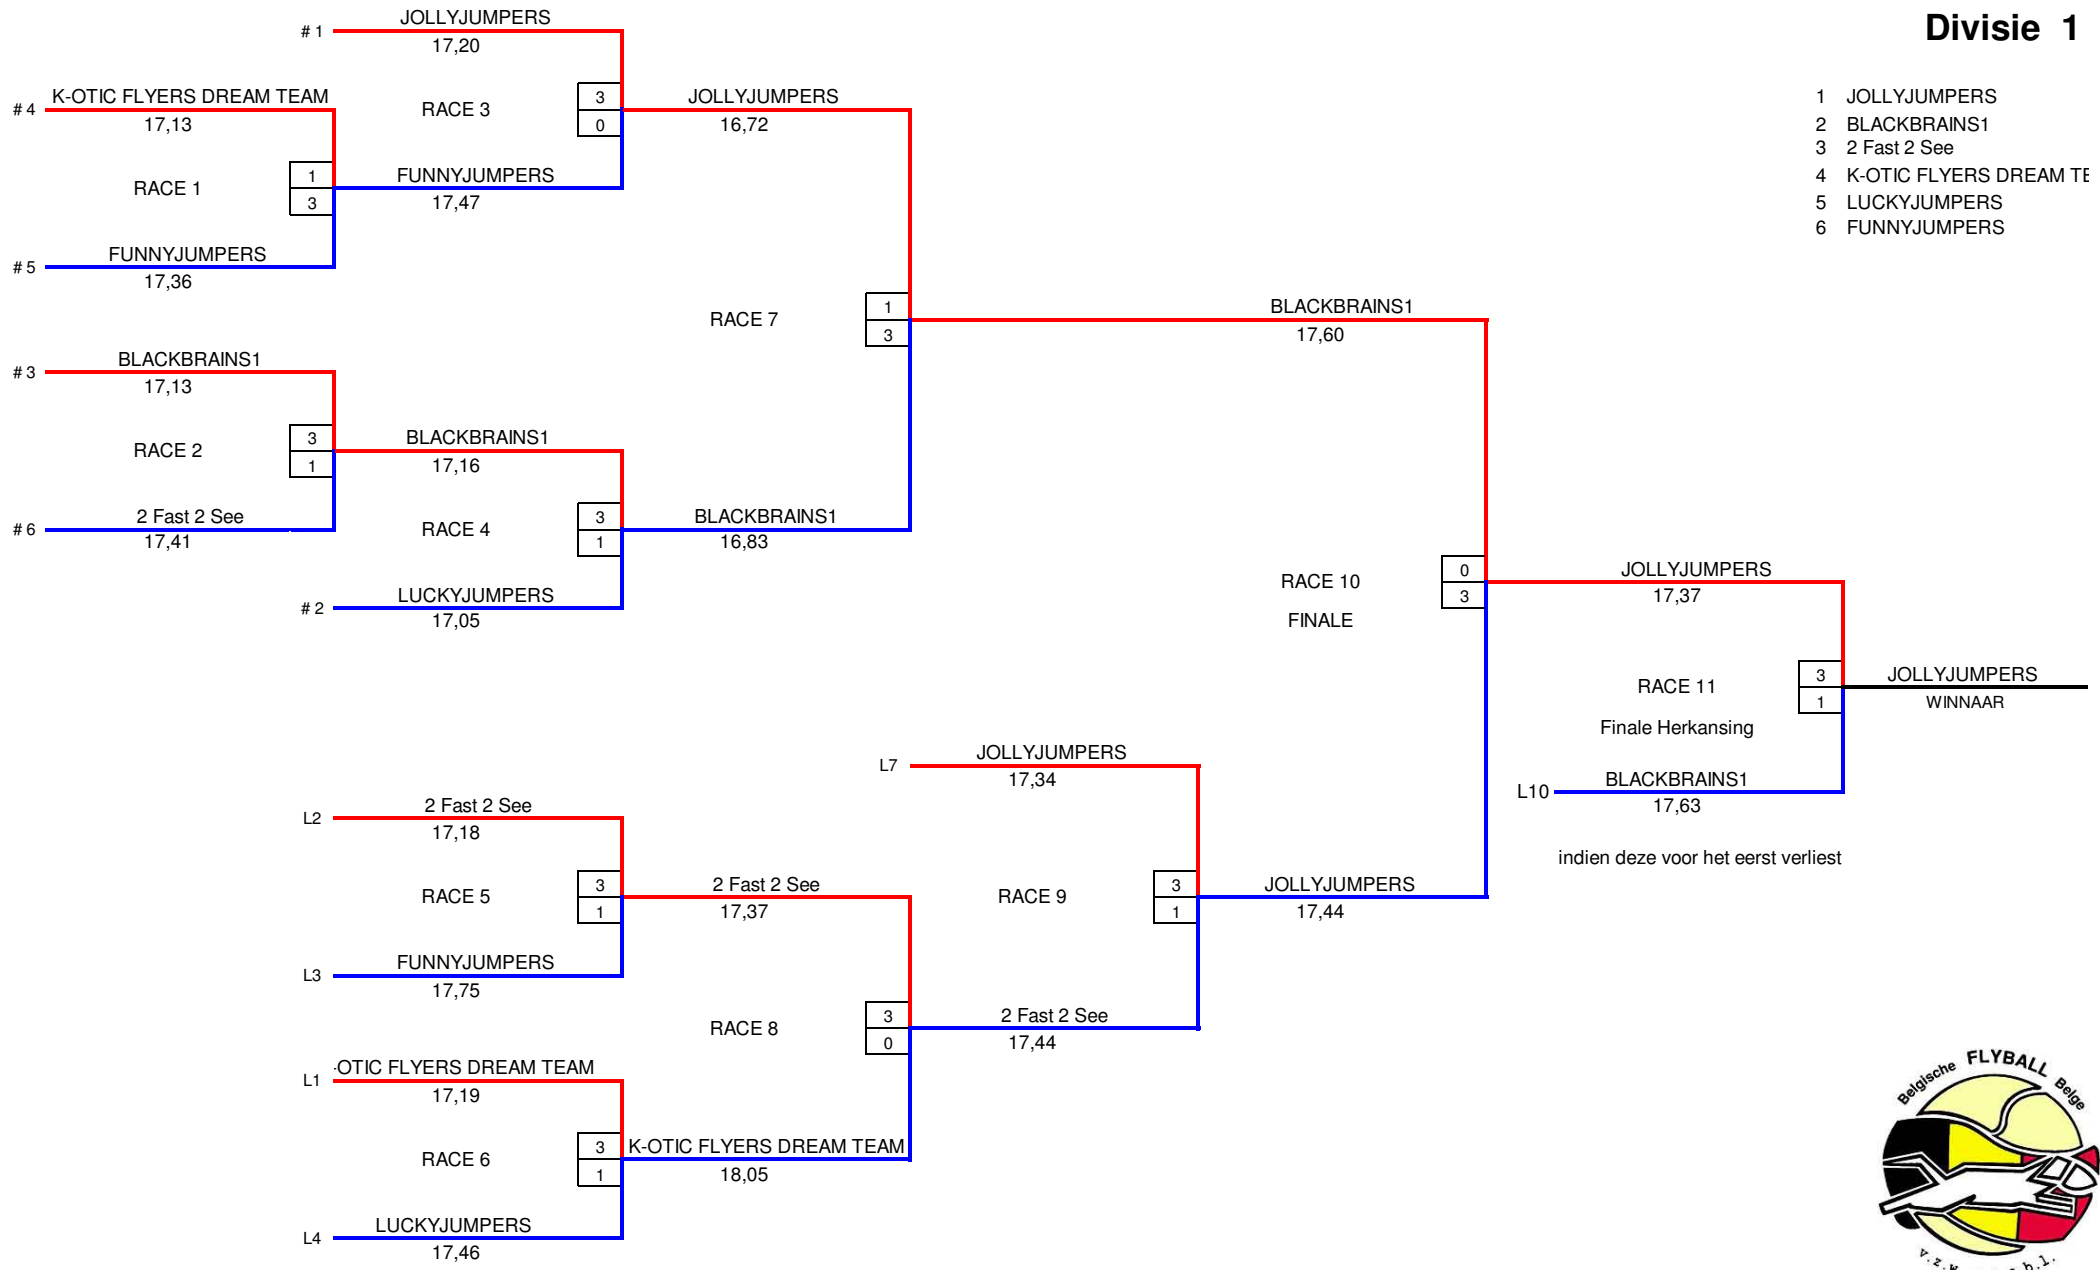 Divisie 1
1 JOLLYJUMPERS
2 BLACKBRAINS1
3 2 Fast 2 See
4 K-OTIC FLYERS DREAM TE
5 LUCKYJUMPERS
6 FUNNYJUMPERS
# 1
JOLLYJUMPERS
17,20
RACE 3
3
0
# 4
K-OTIC FLYERS DREAM TEAM
17,13
RACE 1
1
3
FUNNYJUMPERS
17,47
# 5
FUNNYJUMPERS
17,36
JOLLYJUMPERS
16,72
RACE 7
1
3
BLACKBRAINS1
17,60
# 3
BLACKBRAINS1
17,13
RACE 2
3
1
BLACKBRAINS1
17,16
# 6
2 Fast 2 See
17,41
RACE 4
3
1
BLACKBRAINS1
16,83
# 2
LUCKYJUMPERS
17,05
RACE 10
FINALE
0
3
JOLLYJUMPERS
17,37
RACE 11
Finale Herkansing
3
1
JOLLYJUMPERS
WINNAAR
L10
BLACKBRAINS1
17,63
indien deze voor het eerst verliest
L7
JOLLYJUMPERS
17,34
RACE 9
3
1
JOLLYJUMPERS
17,44
L2
2 Fast 2 See
17,18
RACE 5
3
1
2 Fast 2 See
17,37
L3
FUNNYJUMPERS
17,75
RACE 8
3
0
2 Fast 2 See
17,44
L1
OTIC FLYERS DREAM TEAM
17,19
RACE 6
3
1
K-OTIC FLYERS DREAM TEAM
18,05
L4
LUCKYJUMPERS
17,46
Belgische FLYBALL Belge